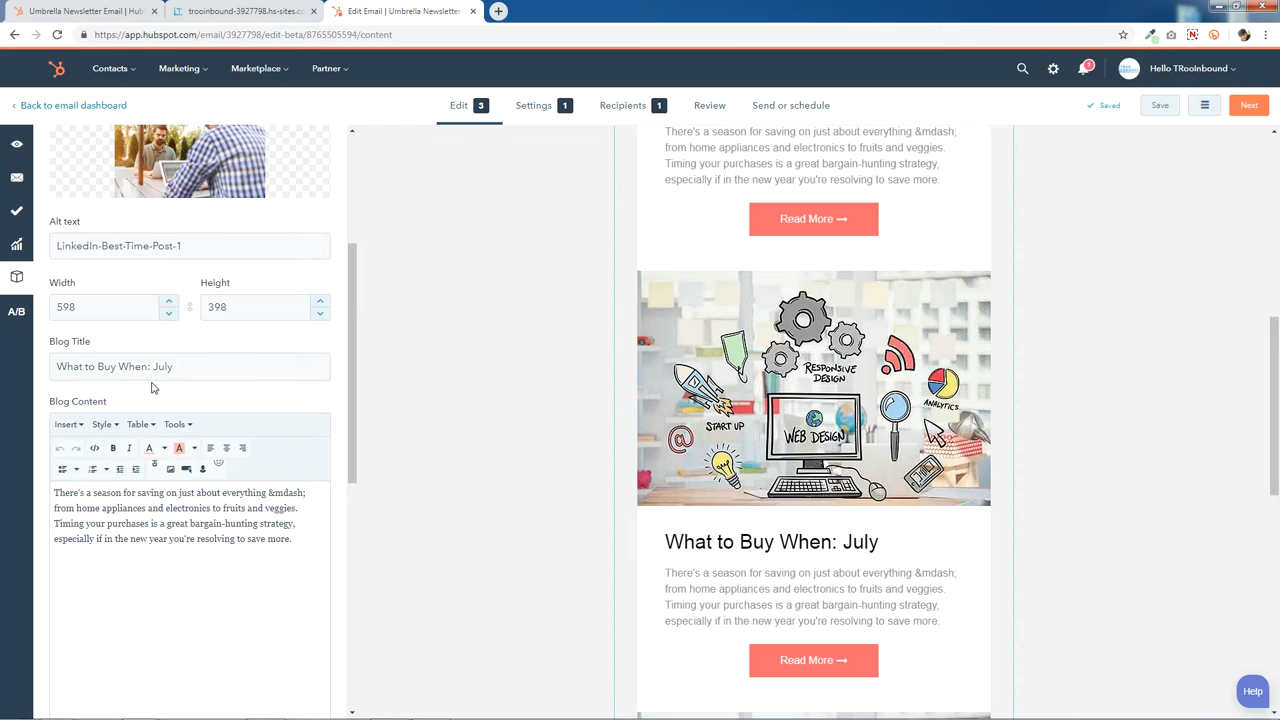 Umbrella Newsletter Email | Hub
trooinbound-3927798.hs-sites.com
Edit Email | Umbrella Newsletter
https://app.hubspot.com/email/3927798/edit-beta/8765505594/content
Contacts
Marketing
Marketplace
Partner
1
Hello TRooInbound
Back to email dashboard
Edit 3
Settings 1
Recipients 1
Review
Send or schedule
Saved
Save
Next
Alt text
LinkedIn-Best-Time-Post-1
Width
Height
598
398
Blog Title
What to Buy When: July
Blog Content
Insert
Style
Table
Tools
B
I
A
A
There's a season for saving on just about everything &mdash;
from home appliances and electronics to fruits and veggies.
Timing your purchases is a great bargain-hunting strategy,
especially if in the new year you're resolving to save more.
A/B
There's a season for saving on just about everything &mdash;
from home appliances and electronics to fruits and veggies.
Timing your purchases is a great bargain-hunting strategy,
especially if in the new year you're resolving to save more.
Read More
RESPONSIVE
DESIGN
ANALYTICS
START UP
WEB DESIGN
@
What to Buy When: July
There's a season for saving on just about everything &mdash;
from home appliances and electronics to fruits and veggies.
Timing your purchases is a great bargain-hunting strategy,
especially if in the new year you're resolving to save more.
Read More
Help